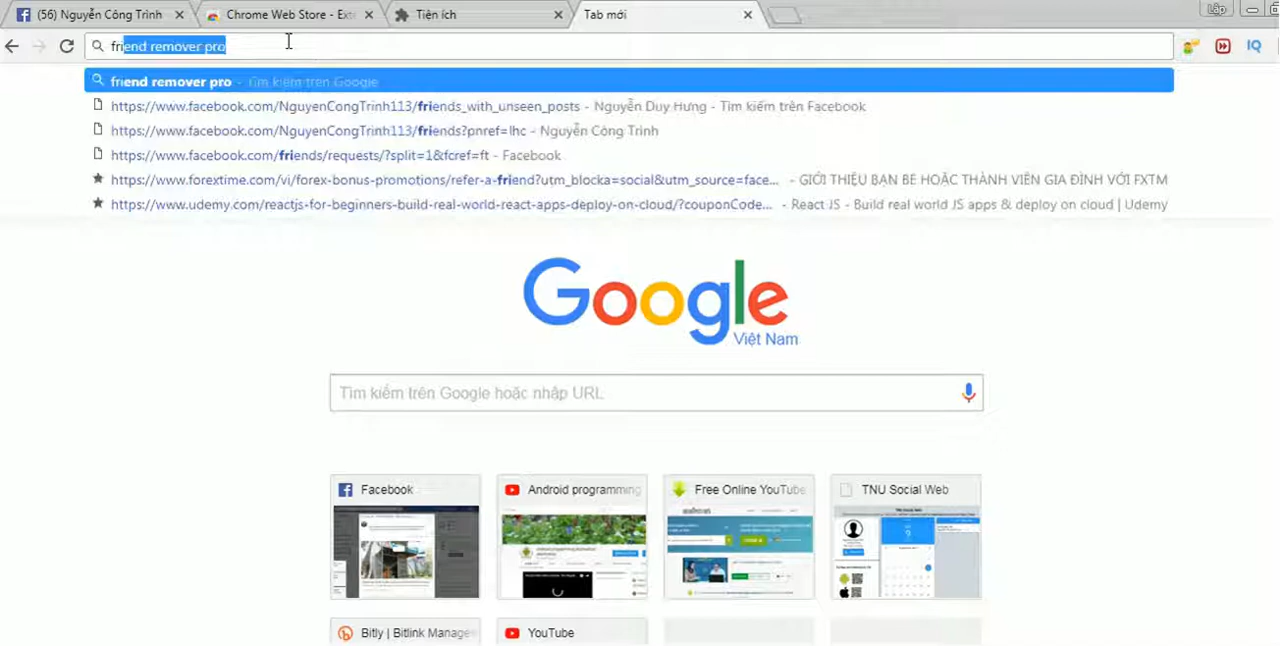 (56) Nguyễn Công Trình
Chrome Web Store - Exte
Tiện ích
Tab mới
Lập
friend remover pro
IQ
friend remover pro - Tìm kiếm trên Google
https://www.facebook.com/NguyenCongTrinh113/friends_with_unseen_posts - Nguyễn Duy Hưng - Tìm kiếm trên Facebook
https://www.facebook.com/NguyenCongTrinh113/friends?pnref=lhc - Nguyễn Công Trình
https://www.facebook.com/friends/requests/?split=1&fcref=ft - Facebook
https://www.forextime.com/vi/forex-bonus-promotions/refer-a-friend?utm_blocka=social&utm_source=face... - GIỚI THIỆU BẠN BÈ HOẶC THÀNH VIÊN GIA ĐÌNH VỚI FXTM
https://www.udemy.com/reactjs-for-beginners-build-real-world-react-apps-deploy-on-cloud/?couponCode... - React JS - Build real world JS apps & deploy on cloud | Udemy
Google
Việt Nam
Tìm kiếm trên Google hoặc nhập URL
Facebook
Android programming
Free Online YouTube
TNU Social Web
Bitly | Bitlink Manage
YouTube